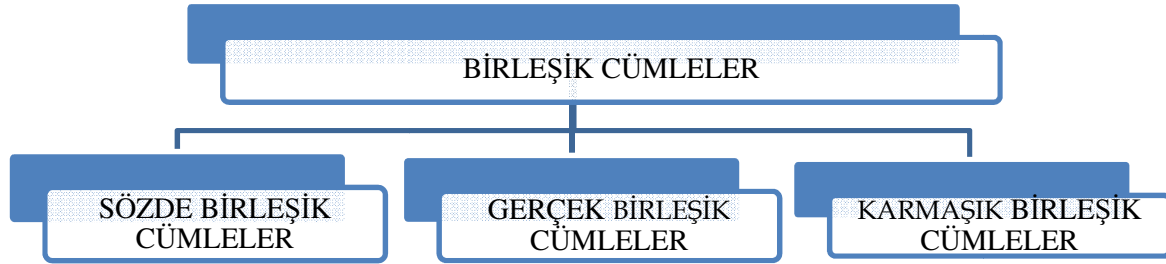 BİRLEŞİK CÜMLELER
SÖZDE BİRLEŞİK
CÜMLELER
GERÇEK BİRLEŞİK
CÜMLELER
KARMAŞIK BİRLEŞİK
CÜMLELER